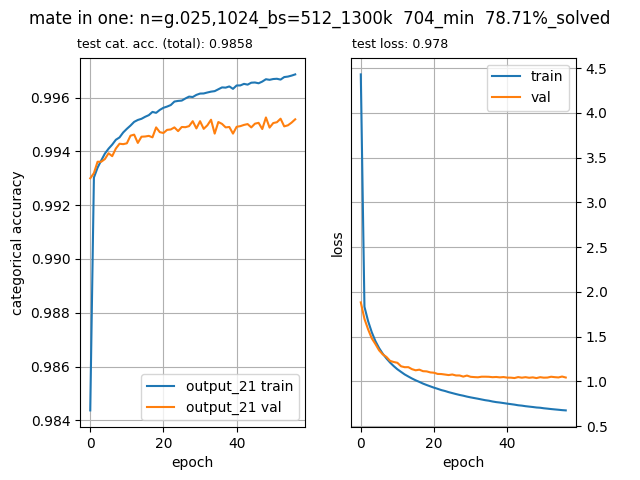 mate in one: n=g.025,1024_bs=512_1300k  704_min  78.71%_solved
test cat. acc. (total): 0.9858
categorical accuracy
0.996
0.994
0.992
0.990
0.988
0.986
0.984
output_21 train
output_21 val
0
20
40
epoch
test loss: 0.978
loss
train
val
4.5
4.0
3.5
3.0
2.5
2.0
1.5
1.0
0.5
0
20
40
epoch